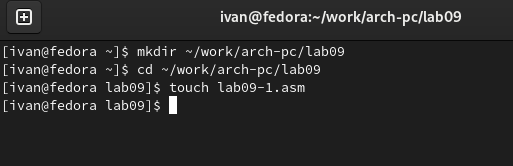 ivan@fedora:~/work/arch-pc/lab09
[ivan@fedora ~]$ mkdir ~/work/arch-pc/lab09
[ivan@fedora ~]$ cd ~/work/arch-pc/lab09
[ivan@fedora lab09]$ touch lab09-1.asm
[ivan@fedora lab09]$